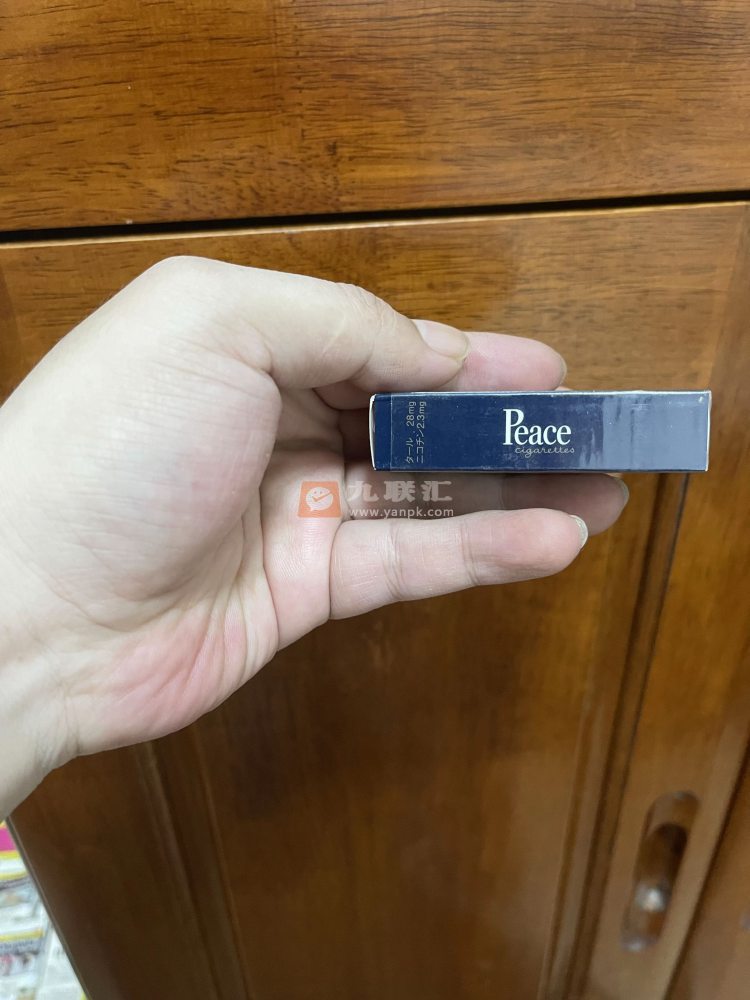 タール 28mg
ニコチン2.3mg
Peace
cigarettes
九联汇
www.yanpk.com